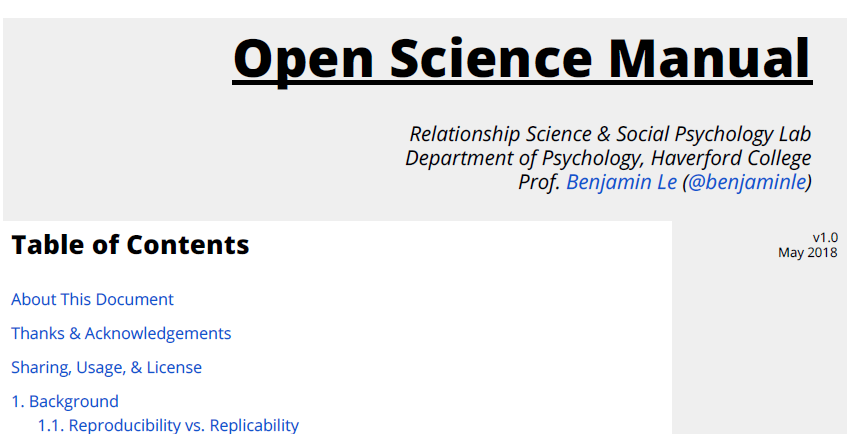 Open Science Manual
Relationship Science & Social Psychology Lab
Department of Psychology, Haverford College
Prof. Benjamin Le (@benjaminle)
v1.0
May 2018
Table of Contents
About This Document
Thanks & Acknowledgements
Sharing, Usage, & License
1. Background
1.1. Reproducibility vs. Replicability